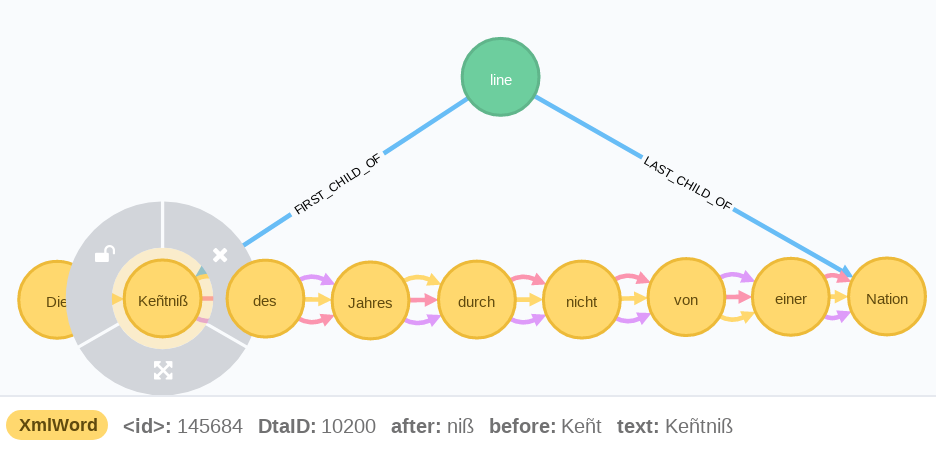 line
FIRST_CHILD_OF
LAST_CHILD_OF
Die Keñtniß des Jahres durch nicht von einer Nation
XmlWord <id>: 145684 DtaID: 10200 after: niß before: Keñt text: Keñtniß